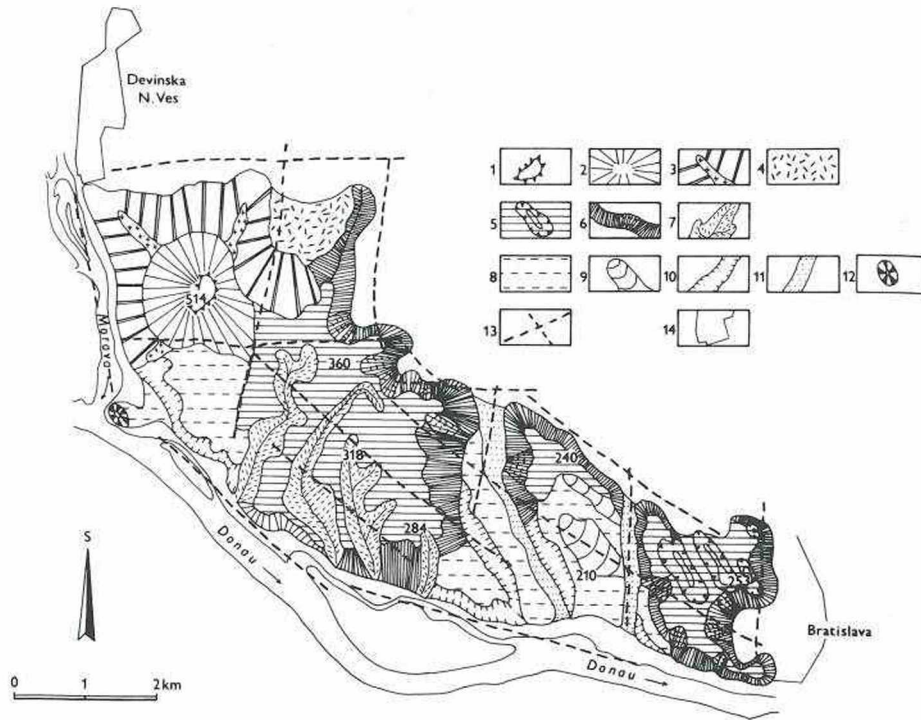 Devinska
N. Ves
1 2 3 4
5 6 7
8 9 10 11 12
13 14
514
Morava
360
318
240
284
210
S
Donau
Donau
Bratislava
0 1 2 km